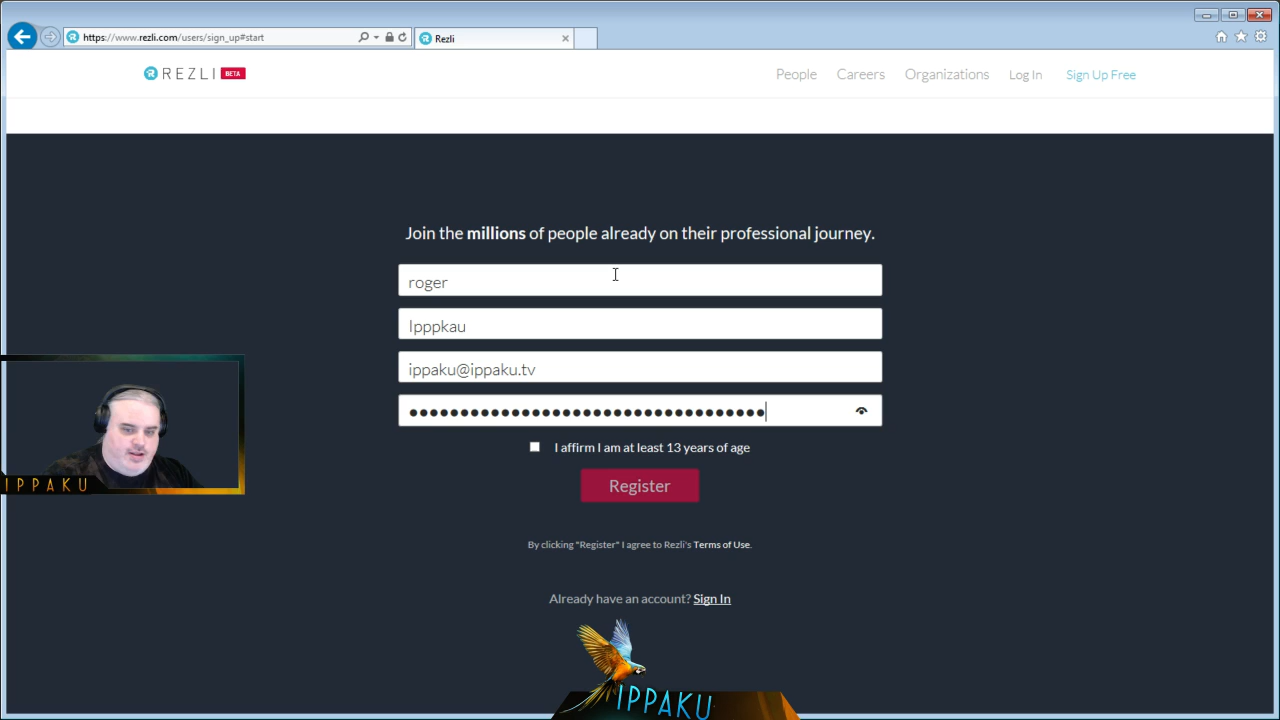 https://www.rezli.com/users/sign_up#start
Rezli
REZLI BETA
People Careers Organizations Log In Sign Up Free
Join the millions of people already on their professional journey.
roger
Ipppkau
ippaku@ippaku.tv
I affirm I am at least 13 years of age
Register
IPPAKU
By clicking "Register" I agree to Rezli's Terms of Use.
Already have an account? Sign In
IPPAKU